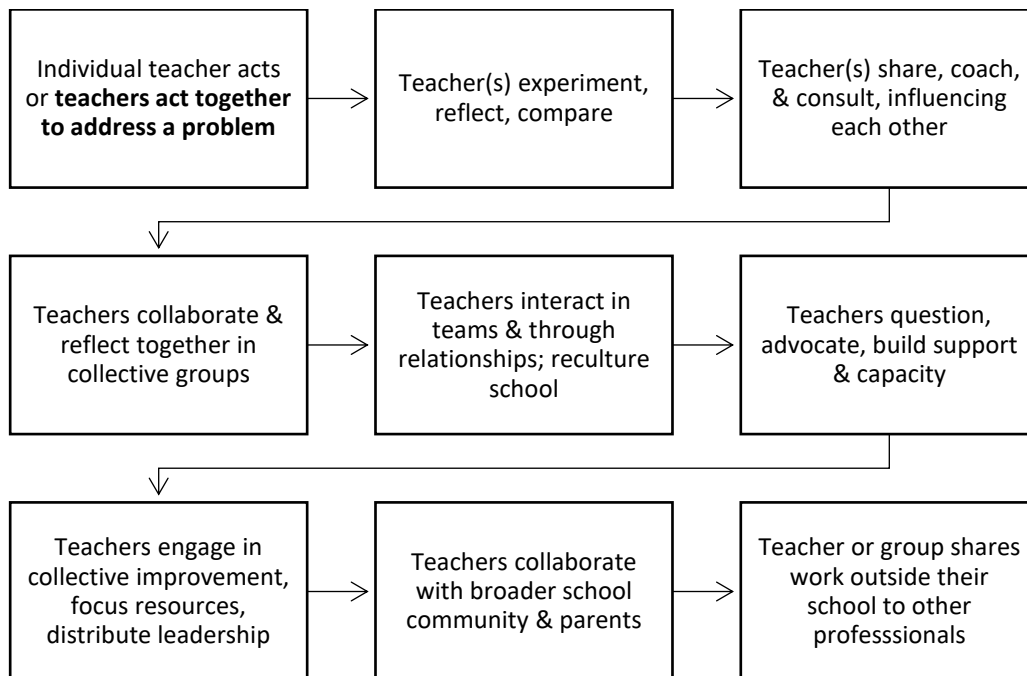 Individual teacher acts
or teachers act together
to address a problem
Teacher(s) experiment,
reflect, compare
Teacher(s) share, coach,
& consult, influencing
each other
Teachers collaborate &
reflect together in
collective groups
Teachers interact in
teams & through
relationships; reculture
school
Teachers question,
advocate, build support
& capacity
Teachers engage in
collective improvement,
focus resources,
distribute leadership
Teachers collaborate
with broader school
community & parents
Teacher or group shares
work outside their
school to other
professsionals